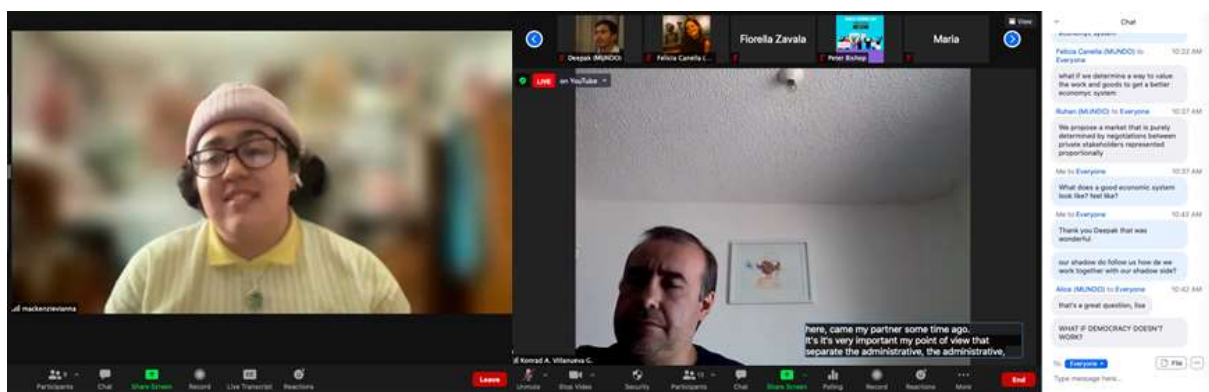 mackenzievianna
Participants
Chat
Share Screen
Record
Live Transcript
Reactions
Leave
View
Deepak (MUNDO)
Felicia Canella (...
Fiorella Zavala
Peter Bishop
Maria
LIVE on YouTube
here, came my partner some time ago.
It's it's very important my point of view that
separate the administrative, the administrative,
Konrad A. Villanueva G.
Unmute
Stop Video
Security
Participants
Chat
Share Screen
Polling
Record
Reactions
More
End
Chat
economyc system
Felicia Canella (MUNDO) to 10:32 AM
Everyone
what if we determine a way to value
the work and goods to get a better
economyc system
(MUNDO) to Everyone 10:37 AM
We propose a market that is purely
determined by negotiations between
private stakeholders represented
proportionally
Me to Everyone 10:37 AM
What does a good economic system
look like? feel like?
Me to Everyone 10:42 AM
Thank you Deepak that was
wonderful
our shadow do follow us how de we
work together with our shadow side?
Alice (MUNDO) to Everyone 10:42 AM
that's a great question, lisa
WHAT IF DEMOCRACY DOESN'T
WORK?
To: Everyone File
Type message here...